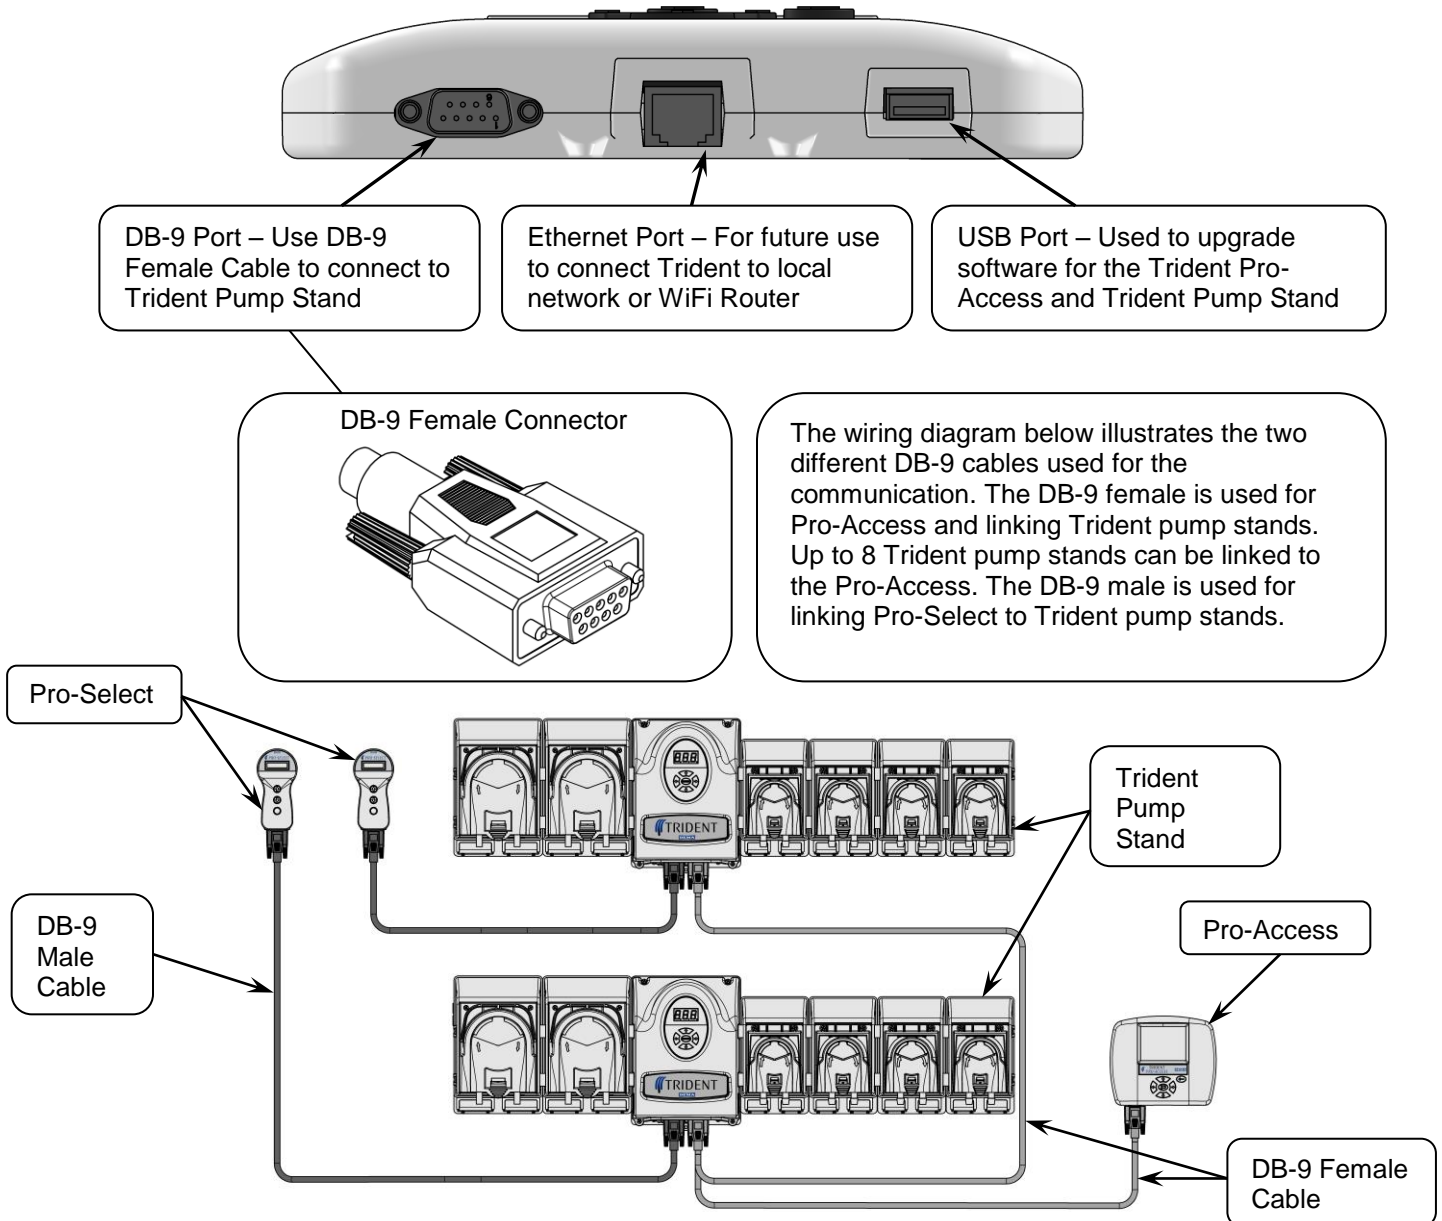 DB-9 Port – Use DB-9
Female Cable to connect to
Trident Pump Stand
Ethernet Port – For future use
to connect Trident to local
network or WiFi Router
USB Port – Used to upgrade
software for the Trident Pro-
Access and Trident Pump Stand
DB-9 Female Connector
The wiring diagram below illustrates the two
different DB-9 cables used for the
communication. The DB-9 female is used for
Pro-Access and linking Trident pump stands.
Up to 8 Trident pump stands can be linked to
the Pro-Access. The DB-9 male is used for
linking Pro-Select to Trident pump stands.
Pro-Select
TRIDENT
Trident
Pump
Stand
DB-9
Male
Cable
Pro-Access
TRIDENT
DB-9 Female
Cable